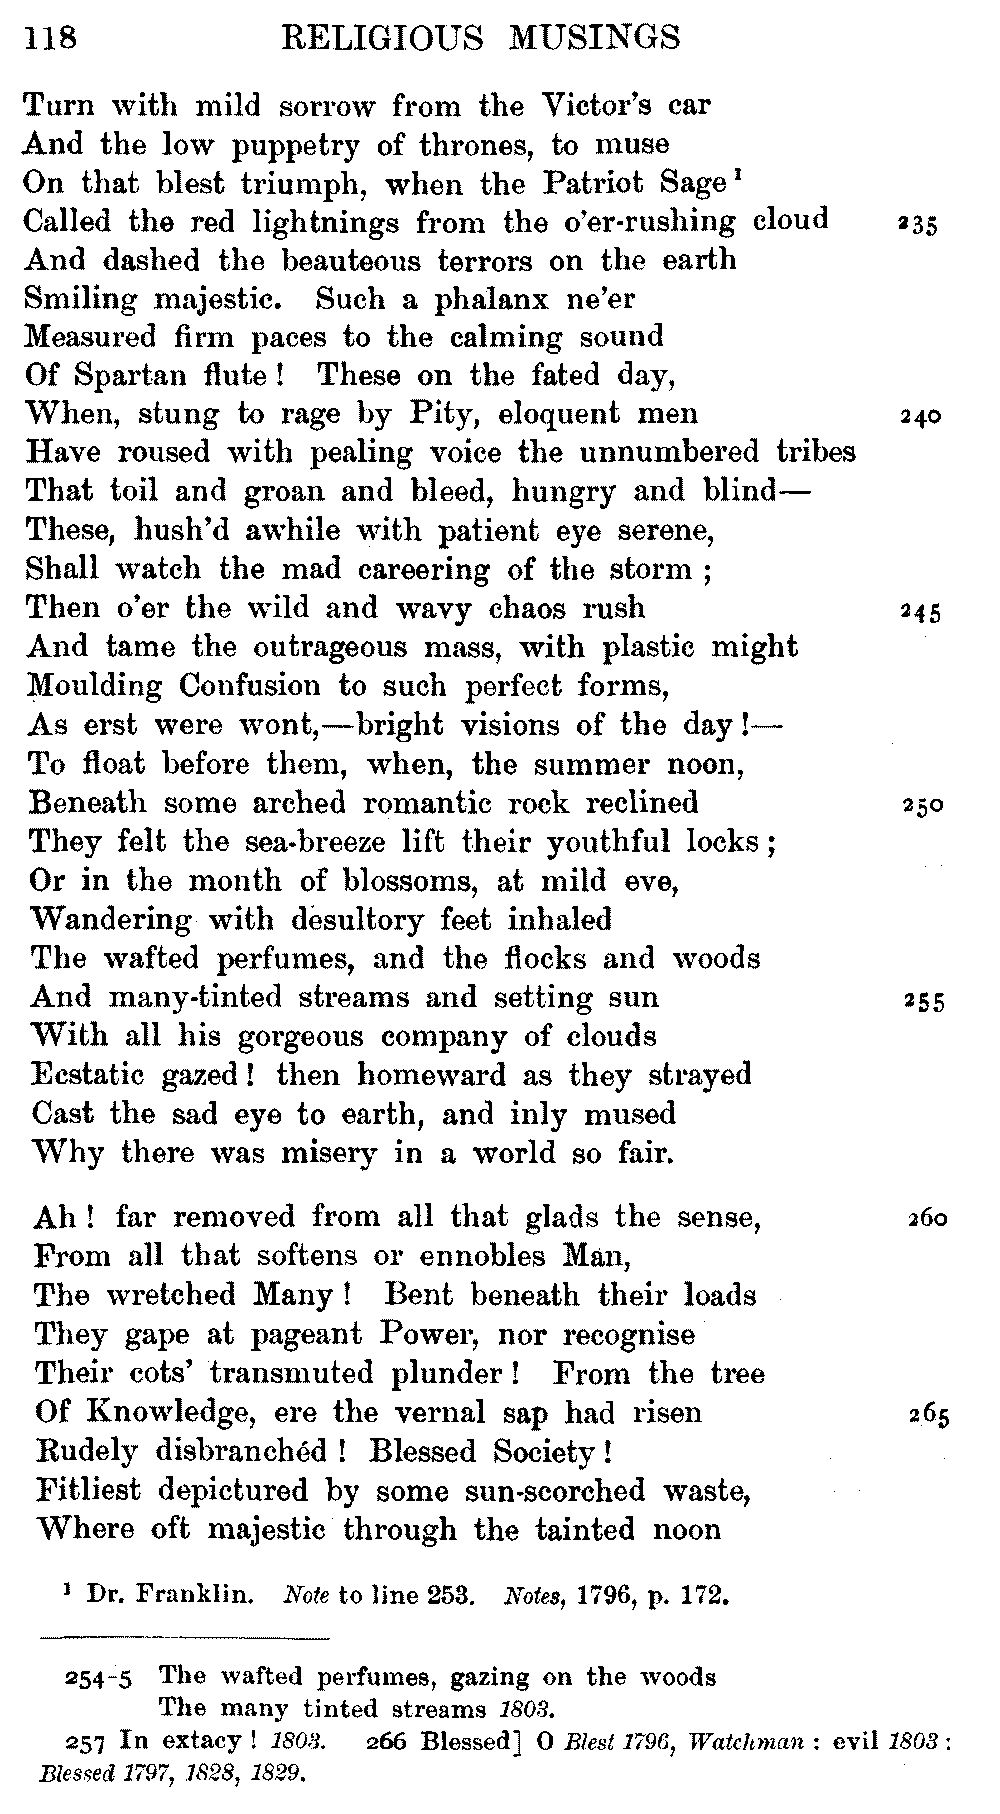 118 RELIGIOUS MUSINGS
Turn with mild sorrow from the Victor's car
And the low puppetry of thrones, to muse
On that blest triumph, when the Patriot Sage ¹
Called the red lightnings from the o'er-rushing cloud 235
And dashed the beauteous terrors on the earth
Smiling majestic. Such a phalanx ne'er
Measured firm paces to the calming sound
Of Spartan flute ! These on the fated day,
When, stung to rage by Pity, eloquent men 240
Have roused with pealing voice the unnumbered tribes
That toil and groan and bleed, hungry and blind—
These, hush'd awhile with patient eye serene,
Shall watch the mad careering of the storm ;
Then o'er the wild and wavy chaos rush 245
And tame the outrageous mass, with plastic might
Moulding Confusion to such perfect forms,
As erst were wont,—bright visions of the day !—
To float before them, when, the summer noon,
Beneath some arched romantic rock reclined 250
They felt the sea-breeze lift their youthful locks ;
Or in the month of blossoms, at mild eve,
Wandering with desultory feet inhaled
The wafted perfumes, and the flocks and woods
And many-tinted streams and setting sun 255
With all his gorgeous company of clouds
Ecstatic gazed ! then homeward as they strayed
Cast the sad eye to earth, and inly mused
Why there was misery in a world so fair.
Ah ! far removed from all that glads the sense, 260
From all that softens or ennobles Man,
The wretched Many ! Bent beneath their loads
They gape at pageant Power, nor recognise
Their cots' transmuted plunder ! From the tree
Of Knowledge, ere the vernal sap had risen 265
Rudely disbranchéd ! Blessed Society !
Fitliest depictured by some sun-scorched waste,
Where oft majestic through the tainted noon
¹ Dr. Franklin. Note to line 253. Notes, 1796, p. 172.
254-5 The wafted perfumes, gazing on the woods
The many tinted streams 1803.
257 In extacy ! 1803. 266 Blessed] O Blest 1796, Watchman : evil 1803 :
Blessed 1797, 1828, 1829.